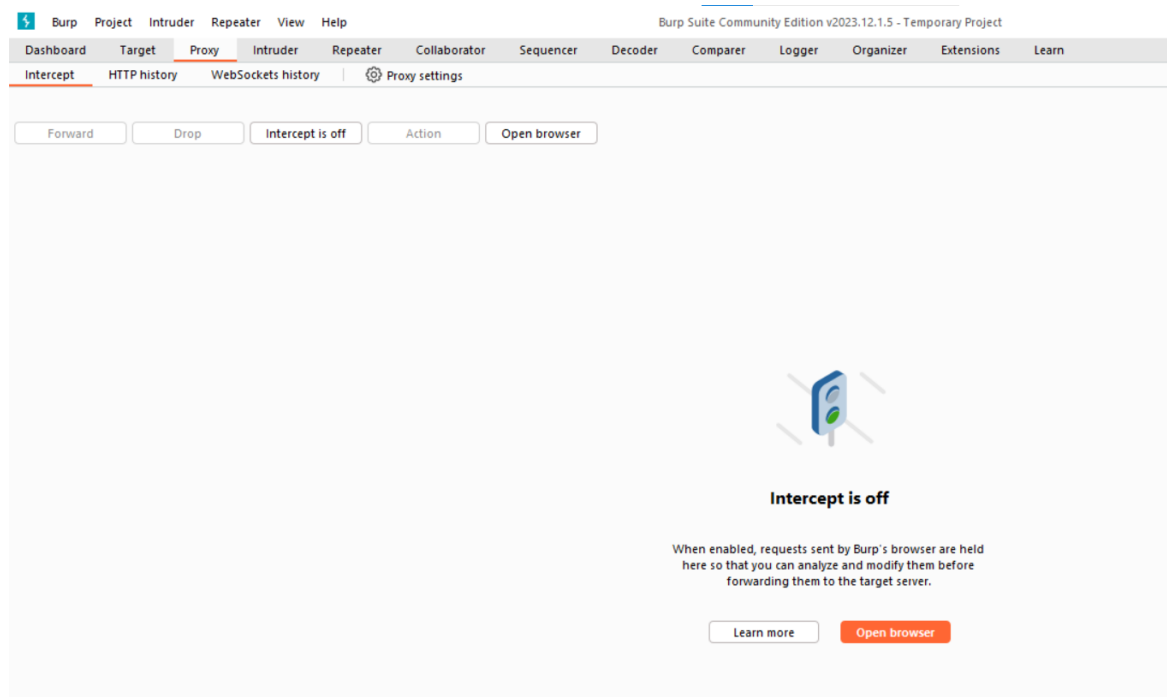 Burp Project Intruder Repeater View Help Burp Suite Community Edition v2023.12.1.5 - Temporary Project
Dashboard Target Proxy Intruder Repeater Collaborator Sequencer Decoder Comparer Logger Organizer Extensions Learn
Intercept HTTP history WebSockets history Proxy settings
Forward Drop Intercept is off Action Open browser
Intercept is off
When enabled, requests sent by Burp's browser are held
here so that you can analyze and modify them before
forwarding them to the target server.
Learn more Open browser